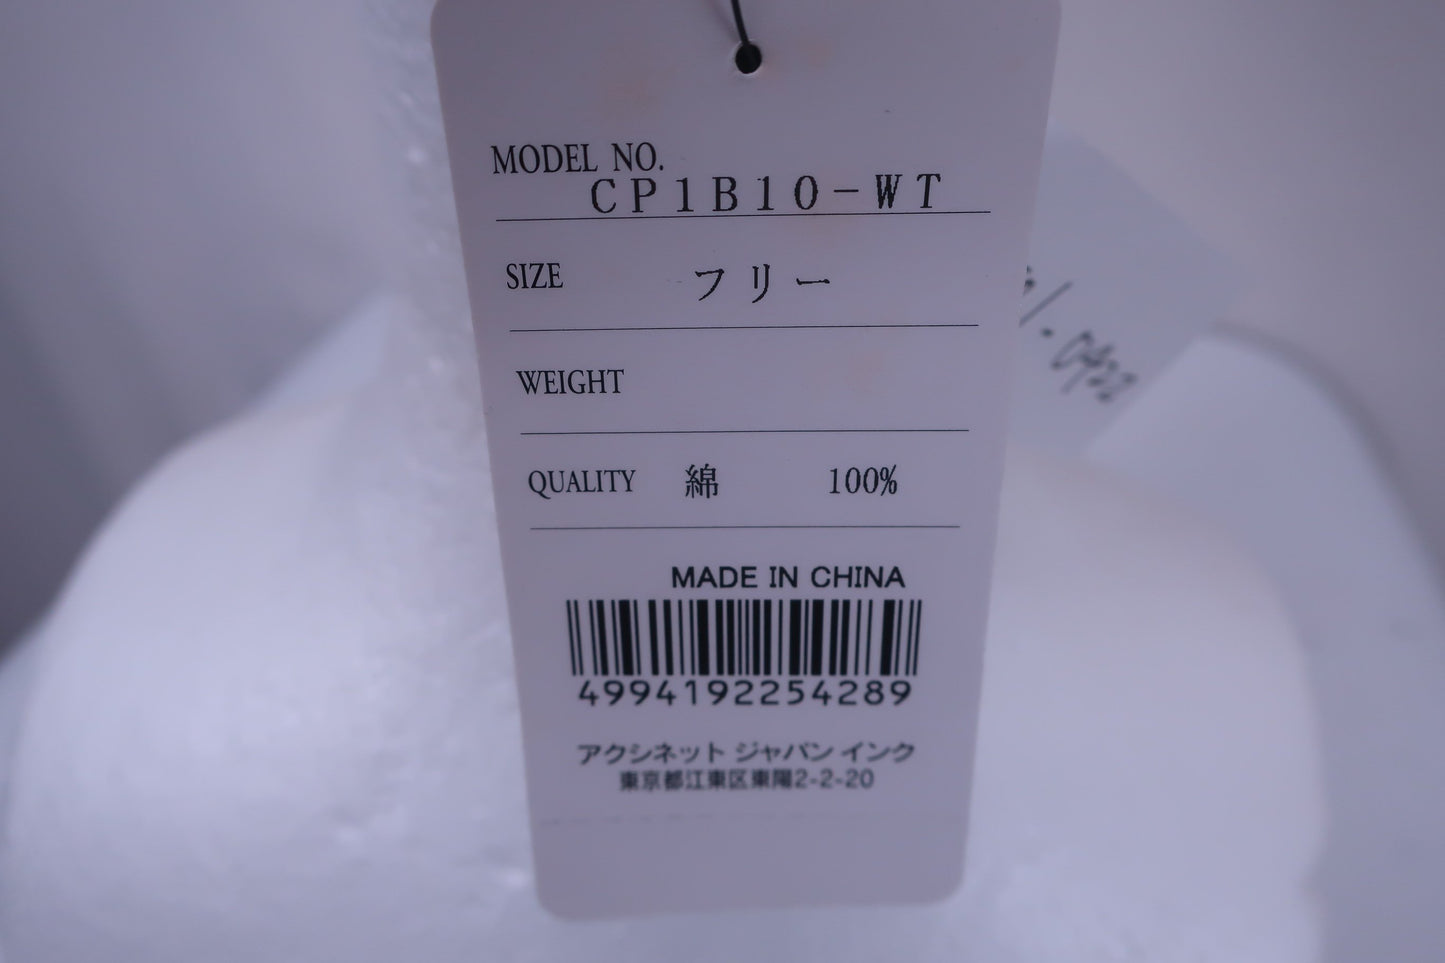 MODEL NO.
CP1B10-WT
SIZE フリー
WEIGHT
QUALITY 綿 100%
MADE IN CHINA
4994192254289
アクシネット ジャパン インク
東京都江東区東陽2-2-20